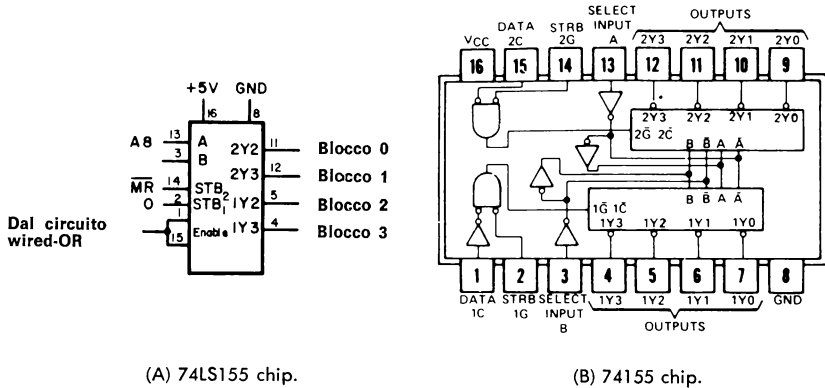 +5V GND
16 8
A8 13 A 2Y2 11 Blocco 0
3 B
2Y3 12 Blocco 1
MR 14 STB2 1Y2 5 Blocco 2
0 2 STB1
1
Dal circuito wired-OR
15 Enable 1Y3 4 Blocco 3
(A) 74LS155 chip.
SELECT INPUT A
OUTPUTS
VCC DATA 2C STRB 2G 2Y3 2Y2 2Y1 2Y0
16 15 14 13 12 11 10 9
2Y3 2Y2 2Y1 2Y0
2G̅ 2C̅
B B̅ A A̅
B B̅ A A̅
1G̅ 1C̅
1Y3 1Y2 1Y1 1Y0
1 2 3 4 5 6 7 8
DATA 1C STRB 1G SELECT INPUT B 1Y3 1Y2 1Y1 1Y0 GND
OUTPUTS
(B) 74155 chip.